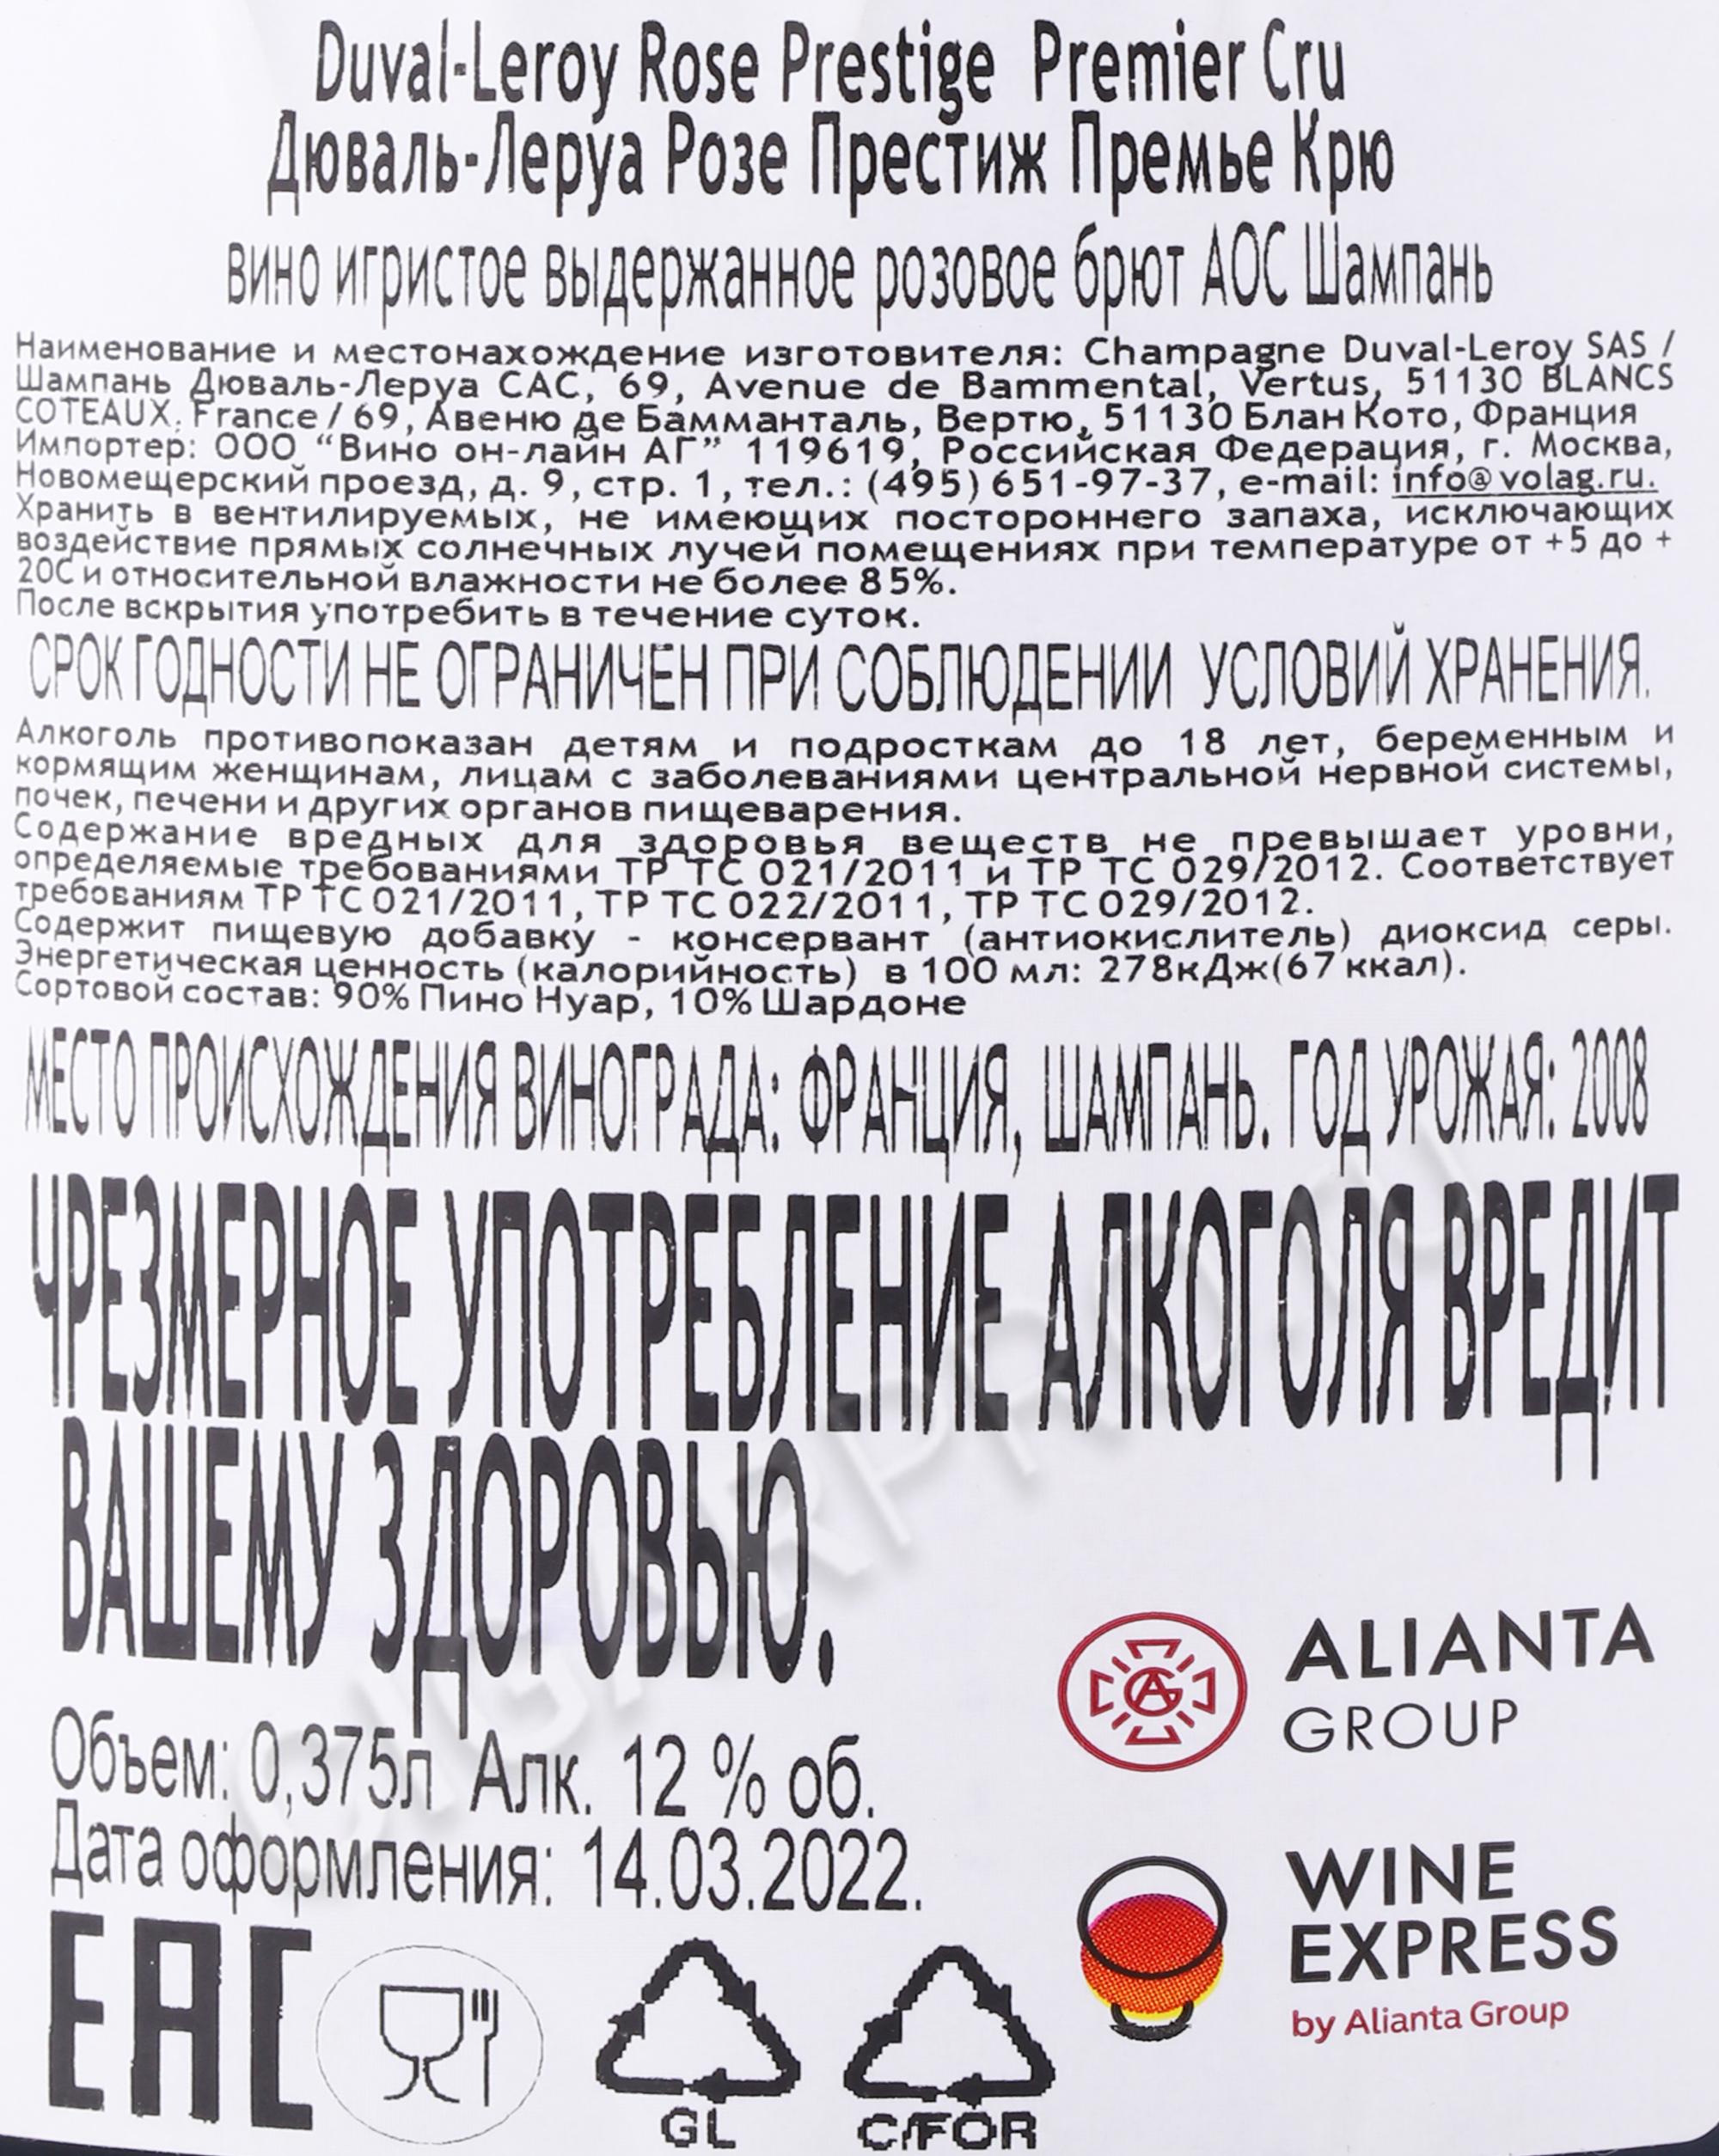 Duval-Leroy Rose Prestige Premier Cru
Дюваль-Леруа Розе Престиж Премье Крю
вино игристое выдержанное розовое брют АОС Шампань
Наименование и местонахождение изготовителя: Champagne Duval-Leroy SAS /
Шампань Дюваль-Леруа САС, 69, Avenue de Bammental, Vertus, 51130 BLANCS
COTEAUX, France / 69, Авеню де Бамманталь, Вертю, 51130 Блан Кото, Франция
Импортер: ООО “Вино он-лайн АГ” 119619, Российская Федерация, г. Москва,
Новомещерский проезд, д. 9, стр. 1, тел.: (495) 651-97-37, e-mail: info@volag.ru.
Хранить в вентилируемых, не имеющих постороннего запаха, исключающих
воздействие прямых солнечных лучей помещениях при температуре от +5 до +
20С и относительной влажности не более 85%.
После вскрытия употребить в течение суток.
СРОК ГОДНОСТИ НЕ ОГРАНИЧЕН ПРИ СОБЛЮДЕНИИ УСЛОВИЙ ХРАНЕНИЯ.
Алкоголь противопоказан детям и подросткам до 18 лет, беременным и
кормящим женщинам, лицам с заболеваниями центральной нервной системы,
почек, печени и других органов пищеварения.
Содержание вредных для здоровья веществ не превышает уровни,
определяемые требованиями ТР ТС 021/2011 и ТР ТС 029/2012. Соответствует
требованиям ТР ТС 021/2011, ТР ТС 022/2011, ТР ТС 029/2012.
Содержит пищевую добавку - консервант (антиокислитель) диоксид серы.
Энергетическая ценность (калорийность) в 100 мл: 278кДж(67 ккал).
Сортовой состав: 90% Пино Нуар, 10% Шардоне
МЕСТО ПРОИСХОЖДЕНИЯ ВИНОГРАДА: ФРАНЦИЯ, ШАМПАНЬ. ГОД УРОЖАЯ: 2008
ЧРЕЗМЕРНОЕ УПОТРЕБЛЕНИЕ АЛКОГОЛЯ ВРЕДИТ
ВАШЕМУ ЗДОРОВЬЮ.
Объем: 0,375л Алк. 12 % об.
Дата оформления: 14.03.2022.
ALIANTA
GROUP
WINE
EXPRESS
by Alianta Group
EAC
GL
C/FOR
CIGARPRO.RU